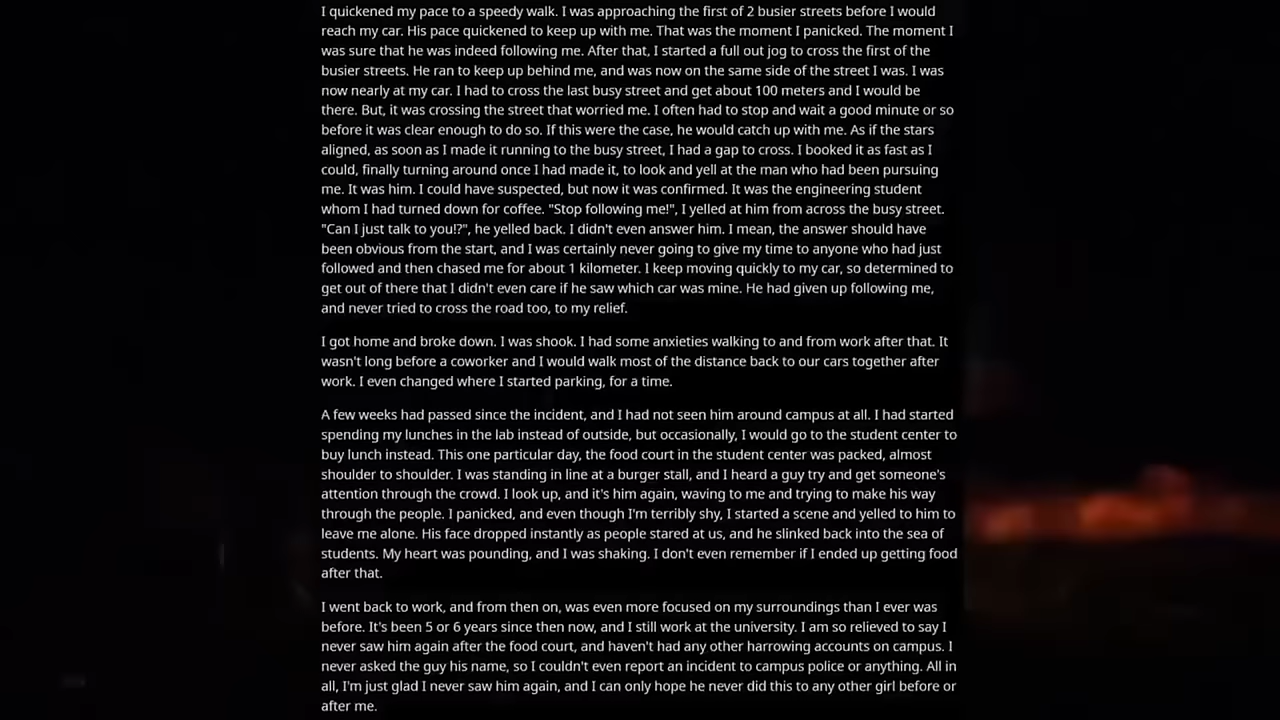 I quickened my pace to a speedy walk. I was approaching the first of 2 busier streets before I would
reach my car. His pace quickened to keep up with me. That was the moment I panicked. The moment I
was sure that he was indeed following me. After that, I started a full out jog to cross the first of the
busier streets. He ran to keep up behind me, and was now on the same side of the street I was. I was
now nearly at my car. I had to cross the last busy street and get about 100 meters and I would be
there. But, it was crossing the street that worried me. I often had to stop and wait a good minute or so
before it was clear enough to do so. If this were the case, he would catch up with me. As if the stars
aligned, as soon as I made it running to the busy street, I had a gap to cross. I booked it as fast as I
could, finally turning around once I had made it, to look and yell at the man who had been pursuing
me. It was him. I could have suspected, but now it was confirmed. It was the engineering student
whom I had turned down for coffee. "Stop following me!", I yelled at him from across the busy street.
"Can I just talk to you!?", he yelled back. I didn't even answer him. I mean, the answer should have
been obvious from the start, and I was certainly never going to give my time to anyone who had just
followed and then chased me for about 1 kilometer. I keep moving quickly to my car, so determined to
get out of there that I didn't even care if he saw which car was mine. He had given up following me,
and never tried to cross the road too, to my relief.
I got home and broke down. I was shook. I had some anxieties walking to and from work after that. It
wasn't long before a coworker and I would walk most of the distance back to our cars together after
work. I even changed where I started parking, for a time.
A few weeks had passed since the incident, and I had not seen him around campus at all. I had started
spending my lunches in the lab instead of outside, but occasionally, I would go to the student center to
buy lunch instead. This one particular day, the food court in the student center was packed, almost
shoulder to shoulder. I was standing in line at a burger stall, and I heard a guy try and get someone's
attention through the crowd. I look up, and it's him again, waving to me and trying to make his way
through the people. I panicked, and even though I'm terribly shy, I started a scene and yelled to him to
leave me alone. His face dropped instantly as people stared at us, and he slinked back into the sea of
students. My heart was pounding, and I was shaking. I don't even remember if I ended up getting food
after that.
I went back to work, and from then on, was even more focused on my surroundings than I ever was
before. It's been 5 or 6 years since then now, and I still work at the university. I am so relieved to say I
never saw him again after the food court, and haven't had any other harrowing accounts on campus. I
never asked the guy his name, so I couldn't even report an incident to campus police or anything. All in
all, I'm just glad I never saw him again, and I can only hope he never did this to any other girl before or
after me.